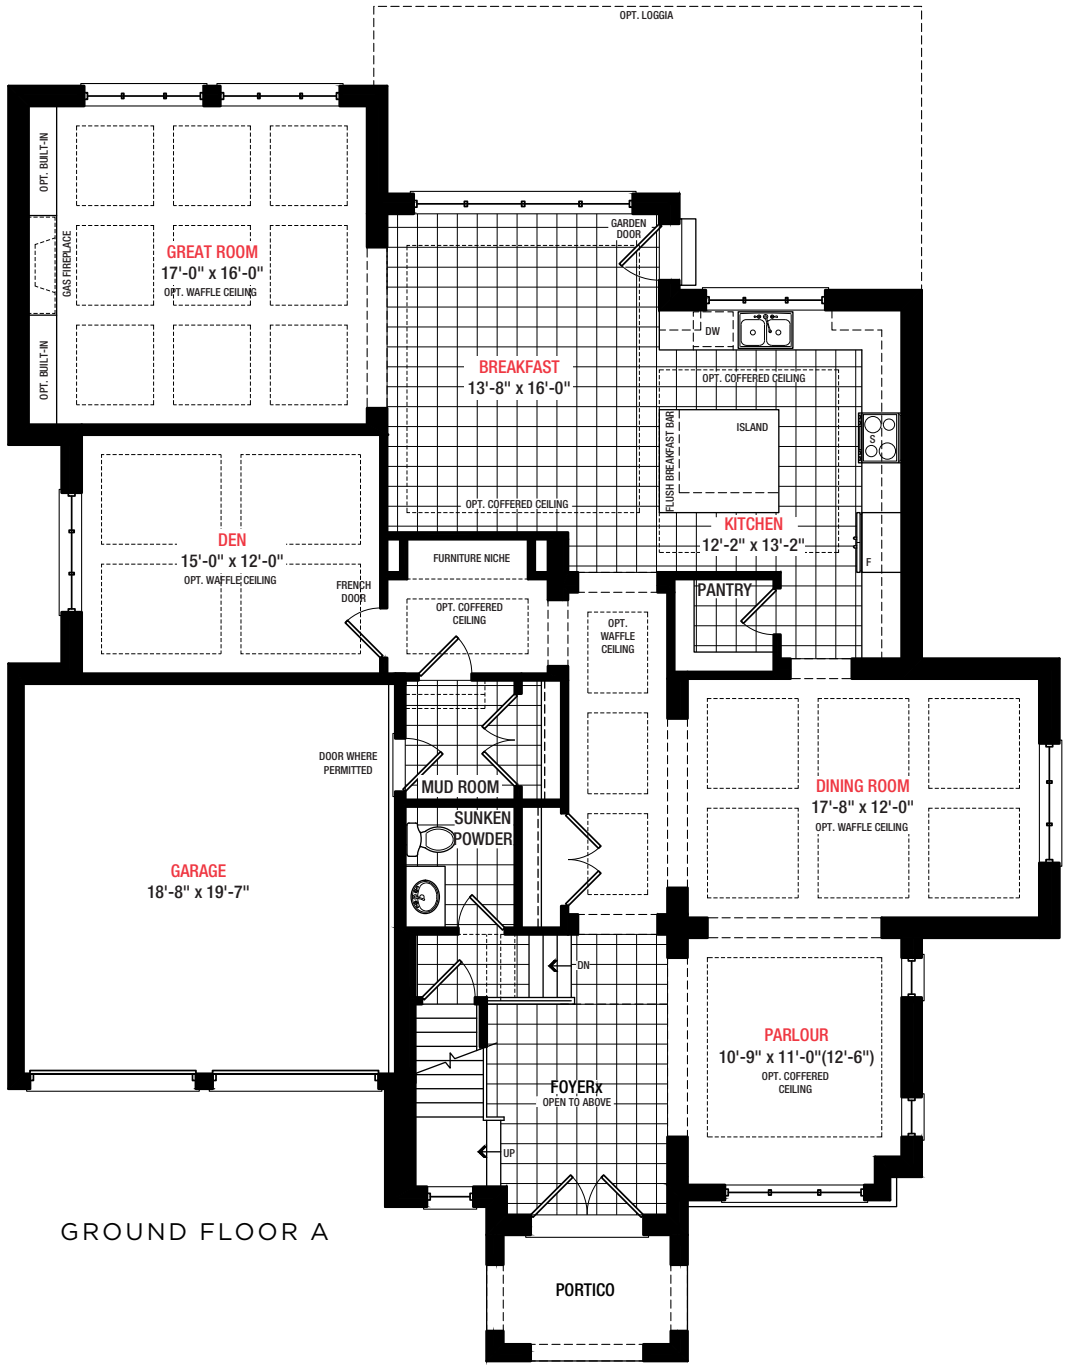 OPT. LOGGIA
OPT. BUILT-IN
GAS FIREPLACE
OPT. BUILT-IN
GREAT ROOM
17'-0" x 16'-0"
OPT. WAFFLE CEILING
GARDEN
DOOR
BREAKFAST
13'-8" x 16'-0"
OPT. COFFERED CEILING
DW
OPT. COFFERED CEILING
ISLAND
FLUSH BREAKFAST BAR
S
KITCHEN
12'-2" x 13'-2"
F
PANTRY
DEN
15'-0" x 12'-0"
OPT. WAFFLE CEILING
FRENCH
DOOR
FURNITURE NICHE
OPT. COFFERED
CEILING
OPT.
WAFFLE
CEILING
DOOR WHERE
PERMITTED
MUD ROOM
SUNKEN
POWDER
DINING ROOM
17'-8" x 12'-0"
OPT. WAFFLE CEILING
GARAGE
18'-8" x 19'-7"
DN
PARLOUR
10'-9" x 11'-0"(12'-6")
OPT. COFFERED
CEILING
FOYERx
OPEN TO ABOVE
UP
GROUND FLOOR A
PORTICO